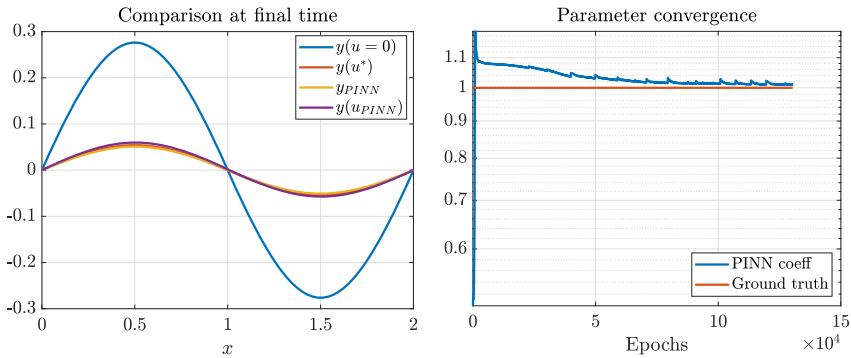 Comparison at final time
0.3
0.2
0.1
0
-0.1
-0.2
-0.3
0
0.5
1
1.5
2
x
y(u = 0)
y(u*)
y_PINN
y(u_PINN)
Parameter convergence
1.1
1
0.9
0.8
0.7
0.6
0
5
10
15
Epochs
×10⁴
PINN coeff
Ground truth